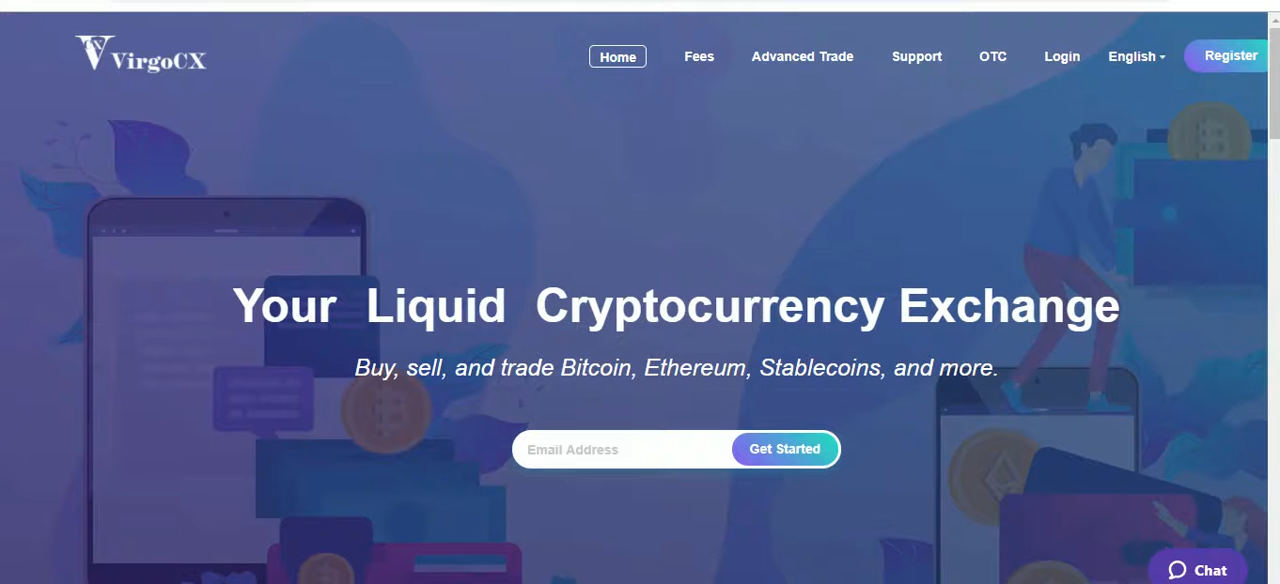 VirgoCX
Home Fees Advanced Trade Support OTC Login English Register
Your Liquid Cryptocurrency Exchange
Buy, sell, and trade Bitcoin, Ethereum, Stablecoins, and more.
Email Address Get Started
Chat